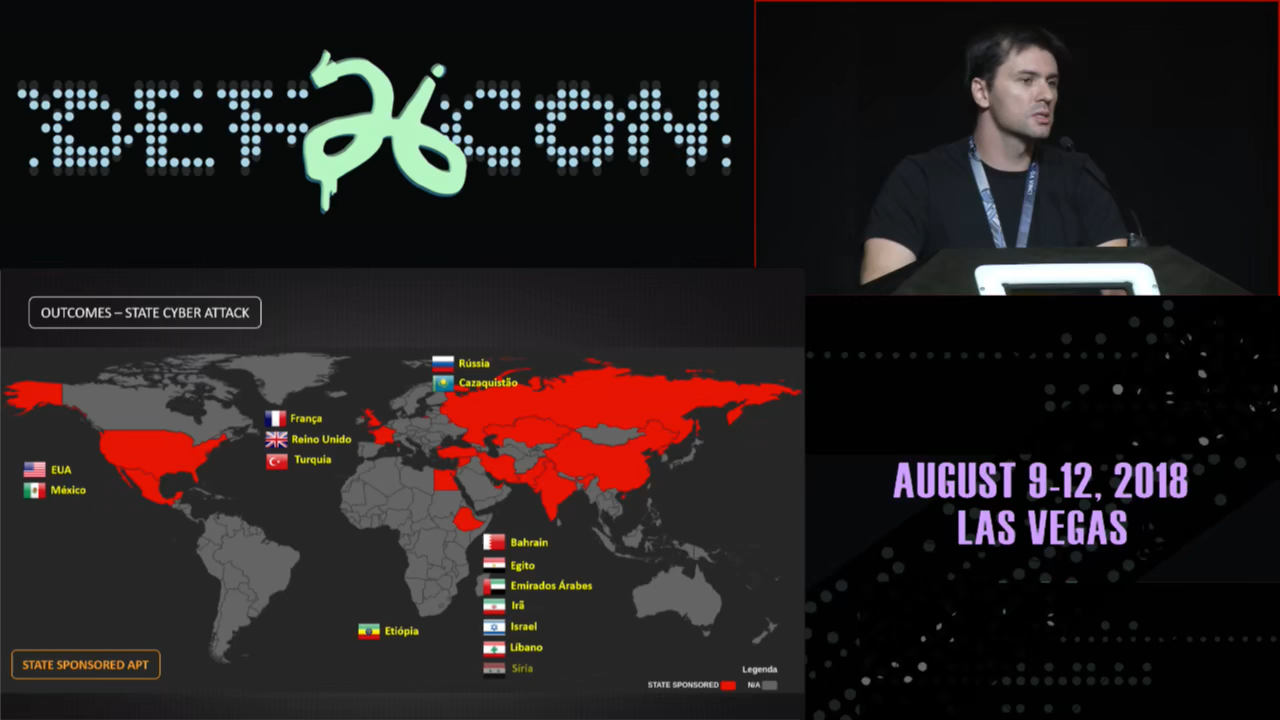 DEF CON
26
OUTCOMES – STATE CYBER ATTACK
Rússia
Cazaquistão
França
Reino Unido
Turquia
EUA
México
Bahrain
Egito
Emirados Árabes
Irã
Israel
Líbano
Síria
Etiópia
STATE SPONSORED APT
Legenda
STATE SPONSORED
N/A
AUGUST 9-12, 2018
LAS VEGAS